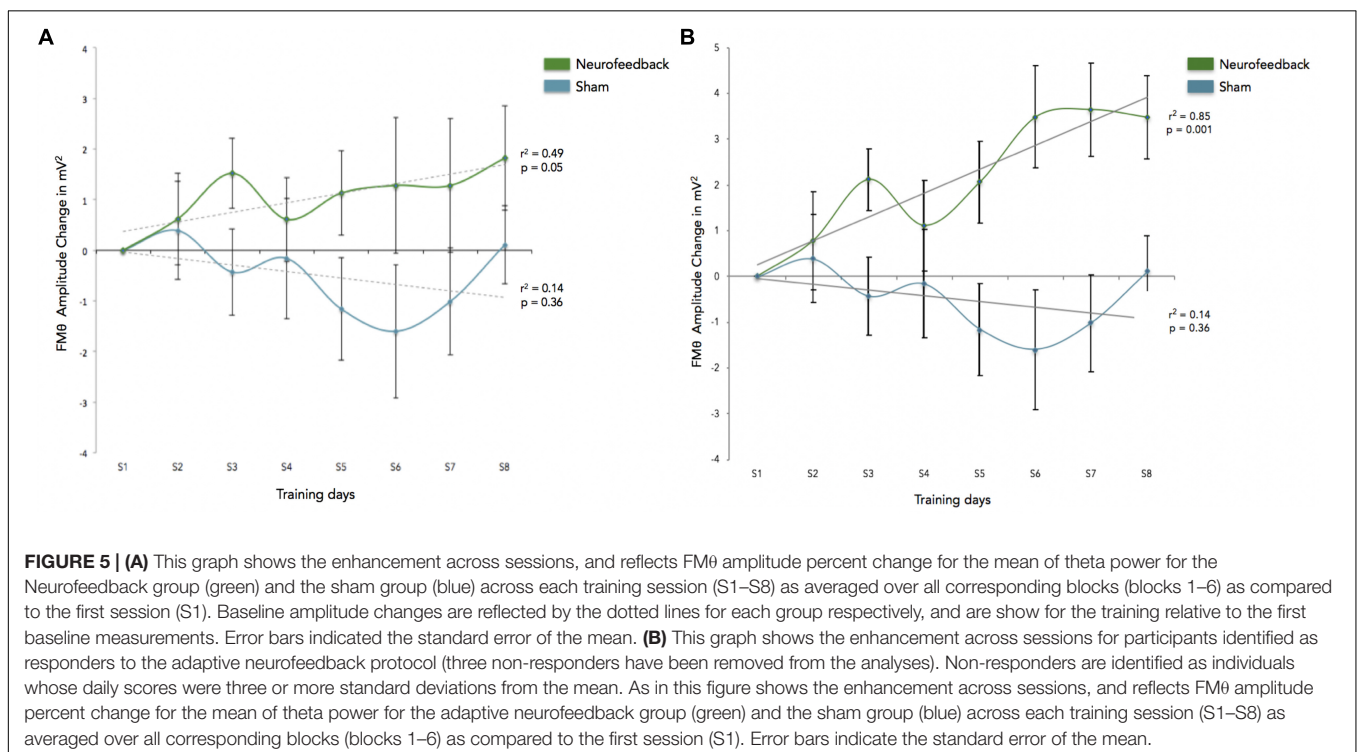 A
4
3
2
1
0
-1
-2
-3
-4
FMθ Amplitude Change in mV²
S1 S2 S3 S4 S5 S6 S7 S8
Training days
Neurofeedback
Sham
r² = 0.49
p = 0.05
r² = 0.14
p = 0.36
B
5
4
3
2
1
0
-1
-2
-3
-4
FMθ Amplitude Change in mV²
S1 S2 S3 S4 S5 S6 S7 S8
Training days
Neurofeedback
Sham
r² = 0.85
p = 0.001
r² = 0.14
p = 0.36
FIGURE 5 | (A) This graph shows the enhancement across sessions, and reflects FMθ amplitude percent change for the mean of theta power for the
Neurofeedback group (green) and the sham group (blue) across each training session (S1–S8) as averaged over all corresponding blocks (blocks 1–6) as compared
to the first session (S1). Baseline amplitude changes are reflected by the dotted lines for each group respectively, and are show for the training relative to the first
baseline measurements. Error bars indicated the standard error of the mean. (B) This graph shows the enhancement across sessions for participants identified as
responders to the adaptive neurofeedback protocol (three non-responders have been removed from the analyses). Non-responders are identified as individuals
whose daily scores were three or more standard deviations from the mean. As in this figure shows the enhancement across sessions, and reflects FMθ amplitude
percent change for the mean of theta power for the adaptive neurofeedback group (green) and the sham group (blue) across each training session (S1–S8) as
averaged over all corresponding blocks (blocks 1–6) as compared to the first session (S1). Error bars indicate the standard error of the mean.